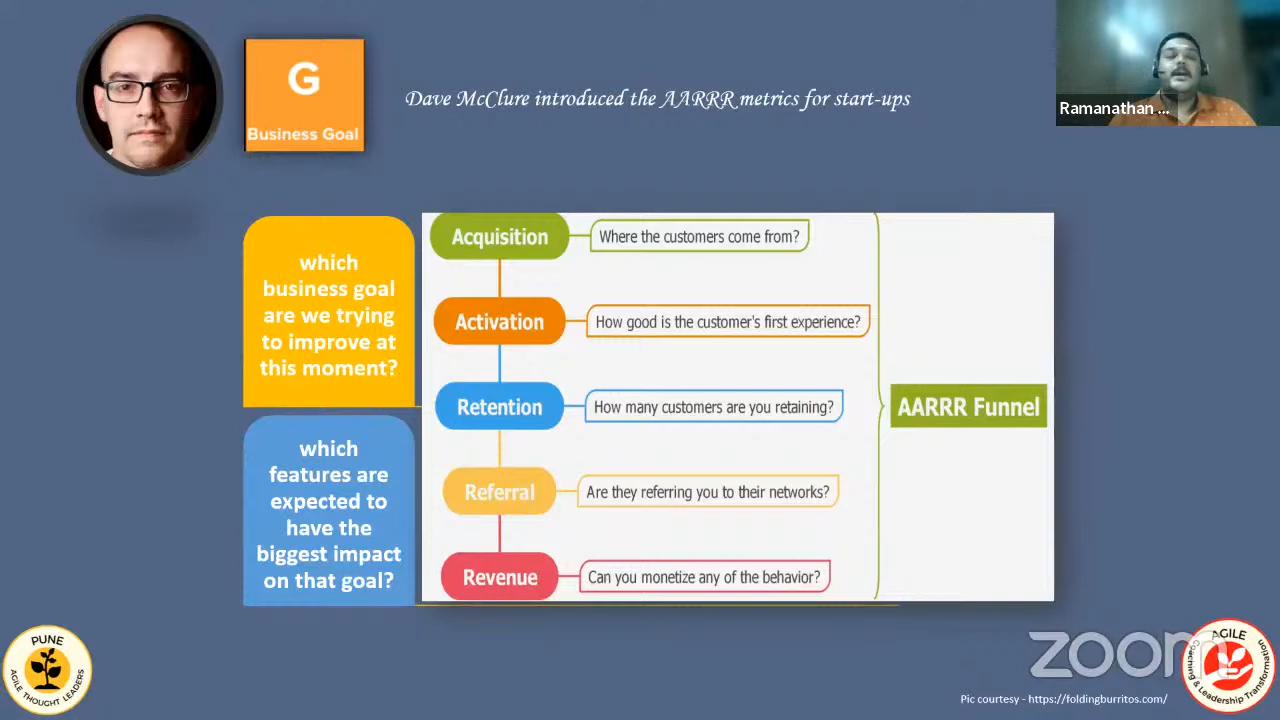 G
Business Goal
Dave McClure introduced the AARRR metrics for start-ups
Ramanathan ...
which
business goal
are we trying
to improve at
this moment?
which
features are
expected to
have the
biggest impact
on that goal?
Acquisition
Where the customers come from?
Activation
How good is the customer's first experience?
Retention
How many customers are you retaining?
Referral
Are they referring you to their networks?
Revenue
Can you monetize any of the behavior?
AARRR Funnel
PUNE
AGILE THOUGHT LEADERS
zoom
AGILE
Coaching & Leadership Transformation
Pic courtesy - https://foldingburritos.com/